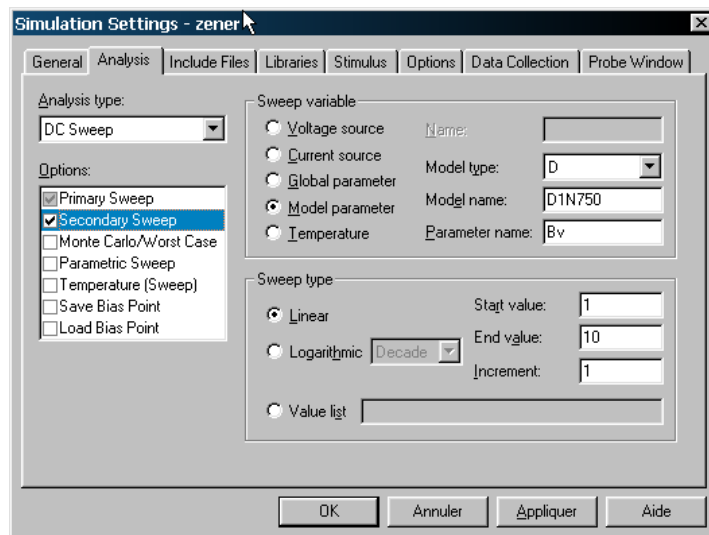 Simulation Settings - zener
General Analysis Include Files Libraries Stimulus Options Data Collection Probe Window
Analysis type:
DC Sweep
Options:
Primary Sweep
Secondary Sweep
Monte Carlo/Worst Case
Parametric Sweep
Temperature (Sweep)
Save Bias Point
Load Bias Point
Sweep variable
Voltage source
Current source
Global parameter
Model parameter
Temperature
Name:
Model type: D
Model name: D1N750
Parameter name: Bv
Sweep type
Linear
Logarithmic Decade
Value list
Start value: 1
End value: 10
Increment: 1
OK Annuler Appliquer Aide